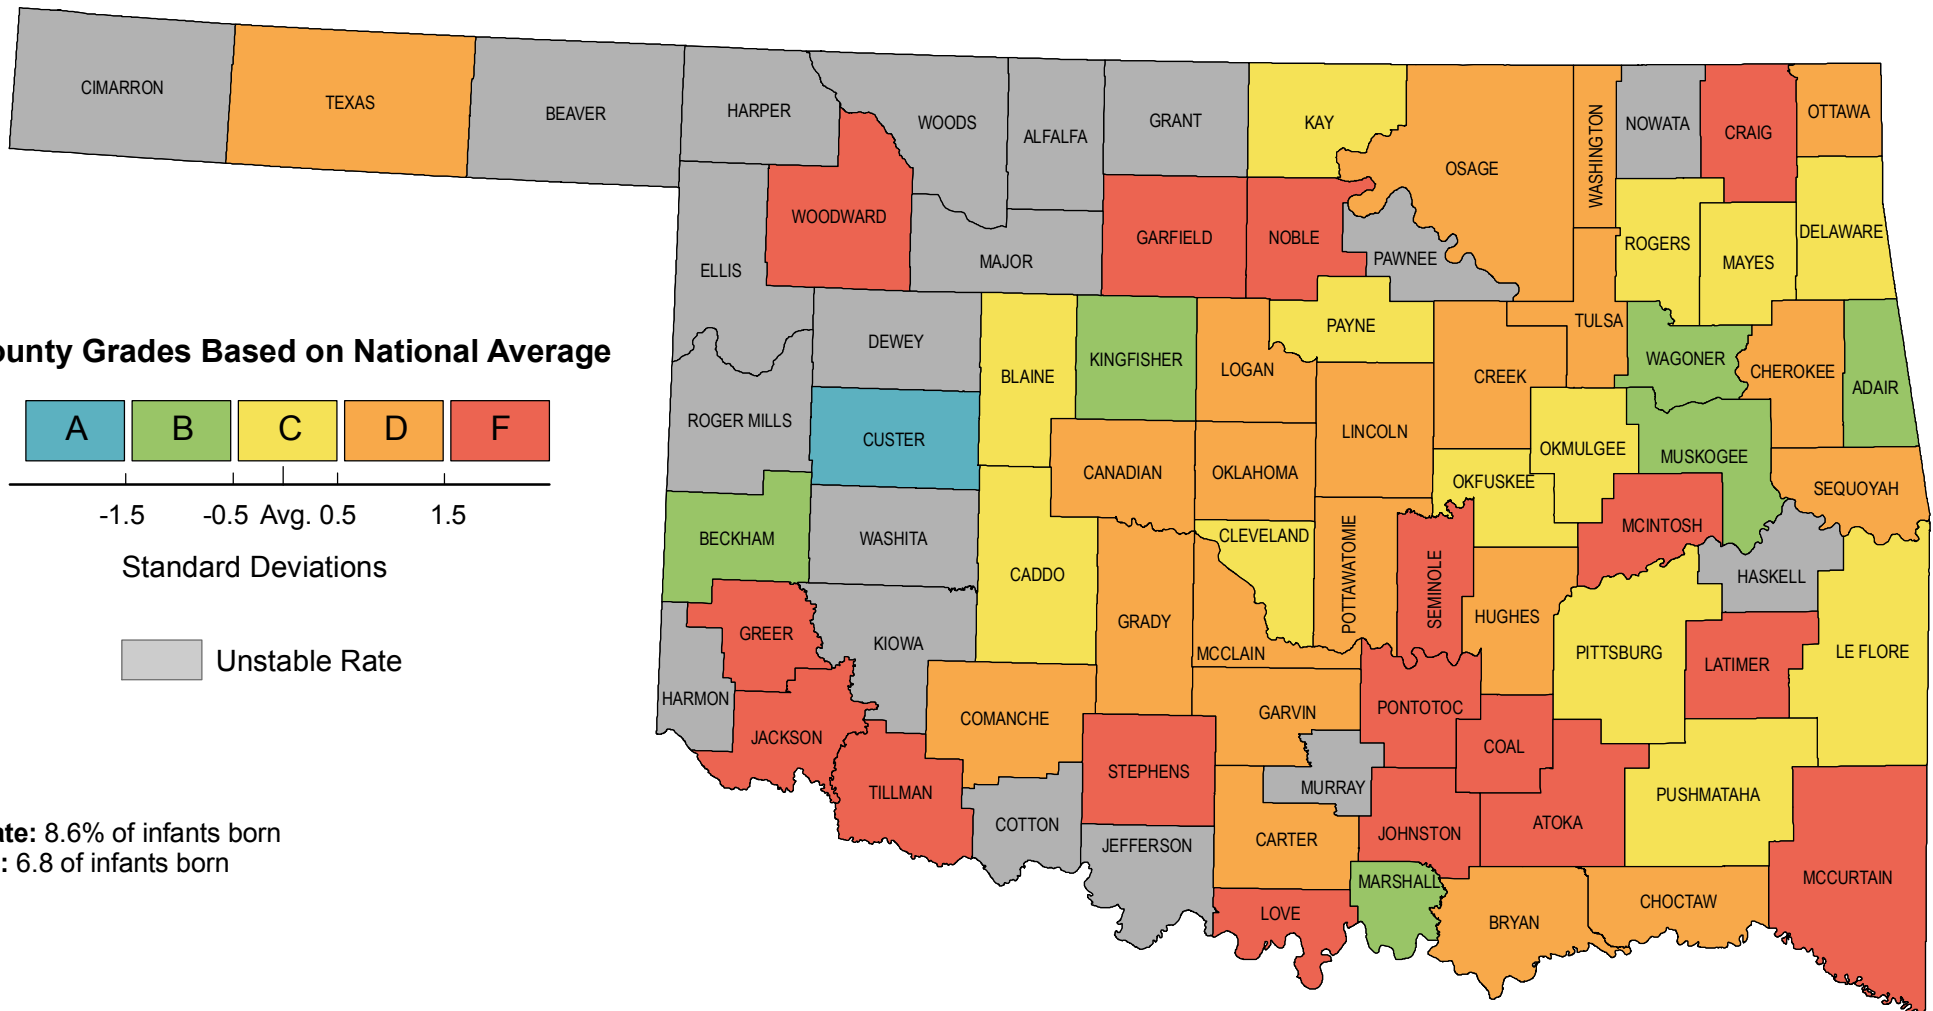 CIMARRON
TEXAS
BEAVER
HARPER
WOODS
ALFALFA
GRANT
KAY
OSAGE
WASHINGTON
NOWATA
CRAIG
OTTAWA
WOODWARD
ELLIS
MAJOR
GARFIELD
NOBLE
PAWNEE
ROGERS
MAYES
DELAWARE
DEWEY
BLAINE
KINGFISHER
LOGAN
PAYNE
CREEK
TULSA
WAGONER
CHEROKEE
ADAIR
ounty Grades Based on National Average
A B C D F
-1.5 -0.5 Avg. 0.5 1.5
Standard Deviations
Unstable Rate
ROGER MILLS
CUSTER
CANADIAN
OKLAHOMA
LINCOLN
OKMULGEE
OKFUSKEE
MUSKOGEE
SEQUOYAH
BECKHAM
WASHITA
CADDO
CLEVELAND
POTTAWATOMIE
SEMINOLE
MCINTOSH
HASKELL
GREER
KIOWA
GRADY
MCCLAIN
HUGHES
PITTSBURG
LATIMER
LE FLORE
HARMON
JACKSON
COMANCHE
GARVIN
PONTOTOC
COAL
TILLMAN
STEPHENS
MURRAY
COTTON
JEFFERSON
CARTER
JOHNSTON
ATOKA
PUSHMATAHA
MCCURTAIN
LOVE
MARSHALL
BRYAN
CHOCTAW
ate: 8.6% of infants born
: 6.8 of infants born